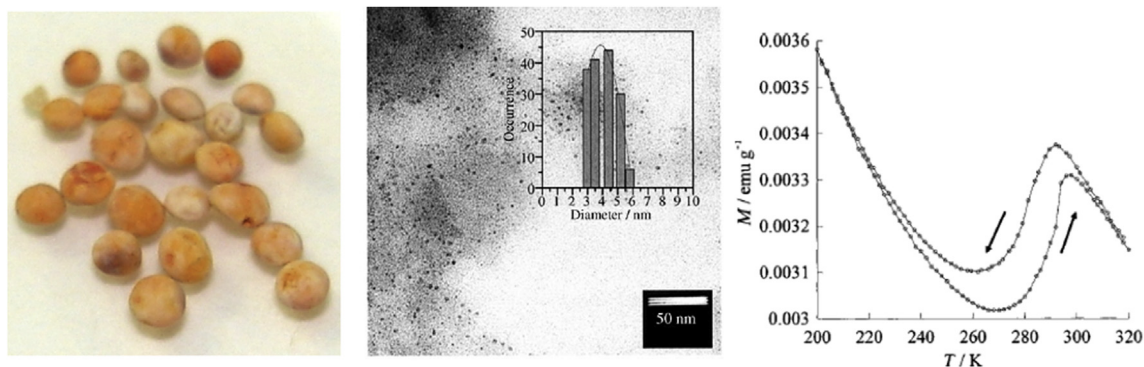 50
40
30
20
10
0
Occurrence
0 1 2 3 4 5 6 7 8 9 10
Diameter / nm
50 nm
0.0036
0.0035
0.0034
0.0033
0.0032
0.0031
0.003
M / emu g⁻¹
200 220 240 260 280 300 320
T / K